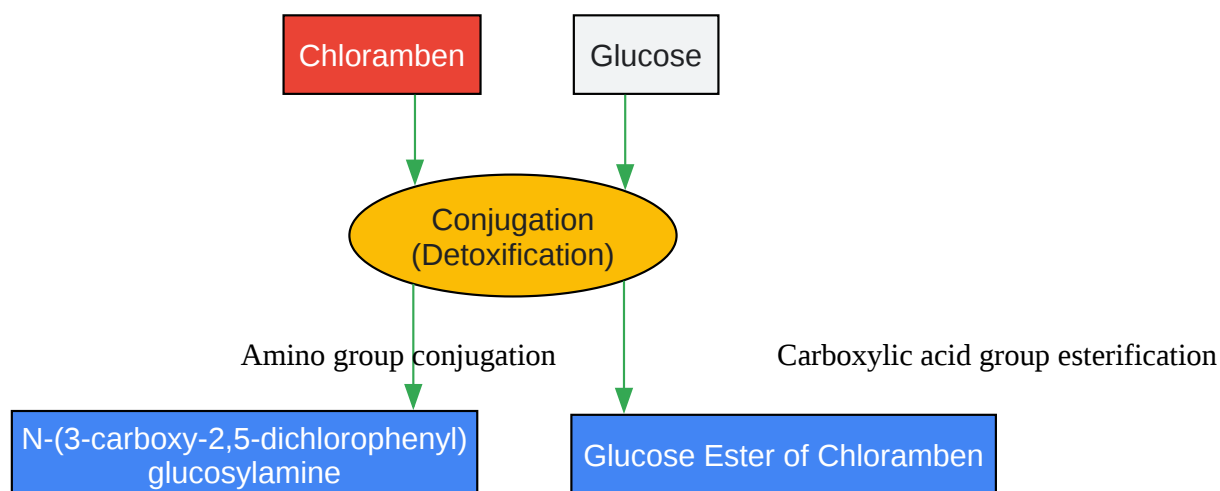 Chloramben
Glucose
Conjugation
(Detoxification)
Amino group conjugation
Carboxylic acid group esterification
N-(3-carboxy-2,5-dichlorophenyl)
glucosylamine
Glucose Ester of Chloramben